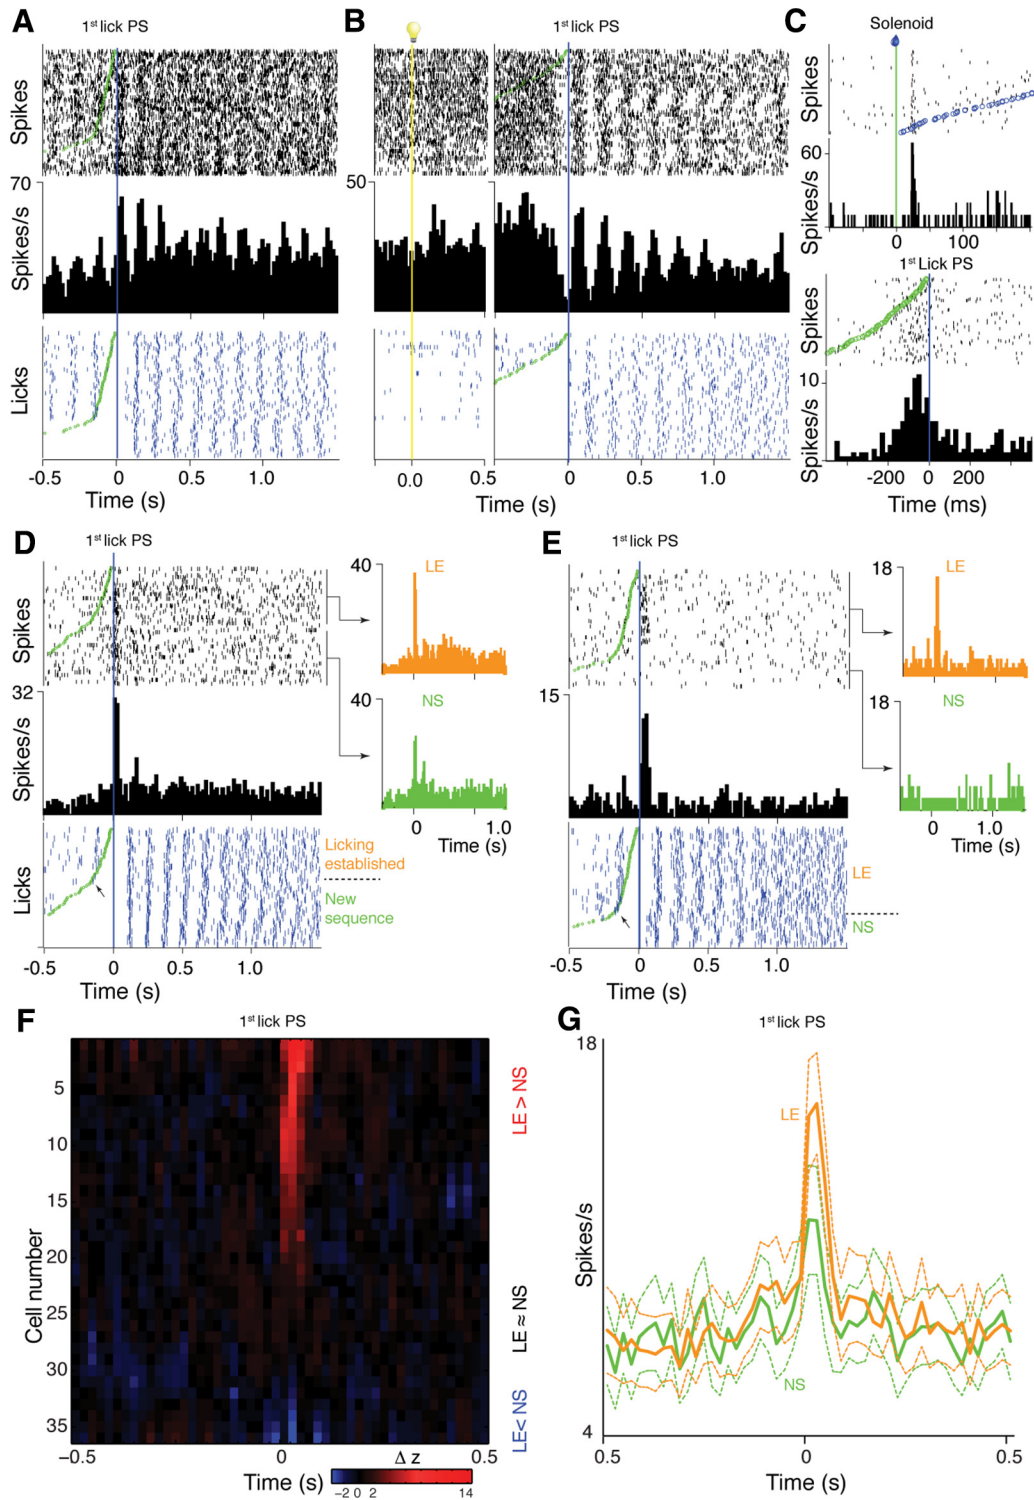 A
1st lick PS
Spikes
70
Spikes/s
Licks
-0.5 0 0.5 1.0
Time (s)
B
1st lick PS
50
0.0 0.5
0 0.5 1.0
Time (s)
Time (s)
C
Solenoid
Spikes
60
Spikes/s
0 100
1st Lick PS
Spikes
10
Spikes/s
-200 0 200
Time (ms)
D
1st lick PS
Spikes
32
Spikes/s
Licks
-0.5 0 0.5 1.0
Time (s)
40
LE
40
NS
0 1.0
Time (s)
Licking
established
New
sequence
E
1st lick PS
15
-0.5 0 0.5 1.0
Time (s)
18
LE
18
NS
0 1.0
Time (s)
LE
NS
F
1st lick PS
Cell number
5
10
15
20
25
30
35
LE > NS
LE ≈ NS
LE< NS
−0.5 0 0.5
Time (s)
Δ z
−2 0 2 14
G
1st lick PS
18
Spikes/s
4
LE
NS
0.5 0 0.5
Time (s)